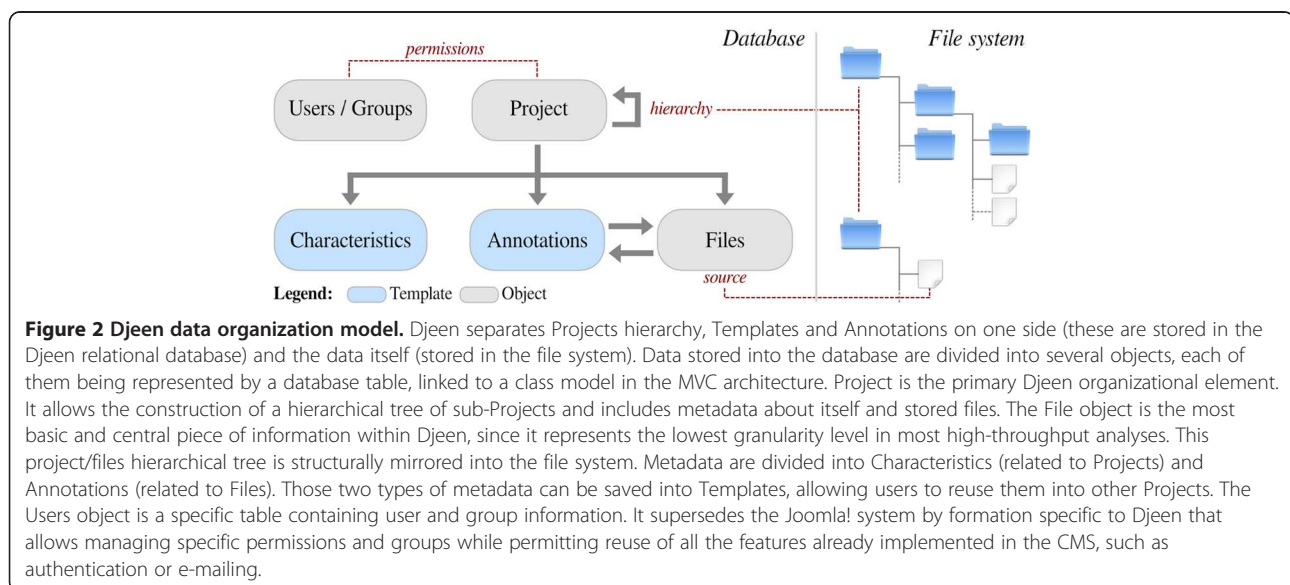 permissions
Database
File system
Users / Groups
Project
hierarchy
Characteristics
Annotations
Files
source
Legend: Template Object
Figure 2 Djeen data organization model. Djeen separates Projects hierarchy, Templates and Annotations on one side (these are stored in the
Djeen relational database) and the data itself (stored in the file system). Data stored into the database are divided into several objects, each of
them being represented by a database table, linked to a class model in the MVC architecture. Project is the primary Djeen organizational element.
It allows the construction of a hierarchical tree of sub-Projects and includes metadata about itself and stored files. The File object is the most
basic and central piece of information within Djeen, since it represents the lowest granularity level in most high-throughput analyses. This
project/files hierarchical tree is structurally mirrored into the file system. Metadata are divided into Characteristics (related to Projects) and
Annotations (related to Files). Those two types of metadata can be saved into Templates, allowing users to reuse them into other Projects. The
Users object is a specific table containing user and group information. It supersedes the Joomla! system by formation specific to Djeen that
allows managing specific permissions and groups while permitting reuse of all the features already implemented in the CMS, such as
authentication or e-mailing.